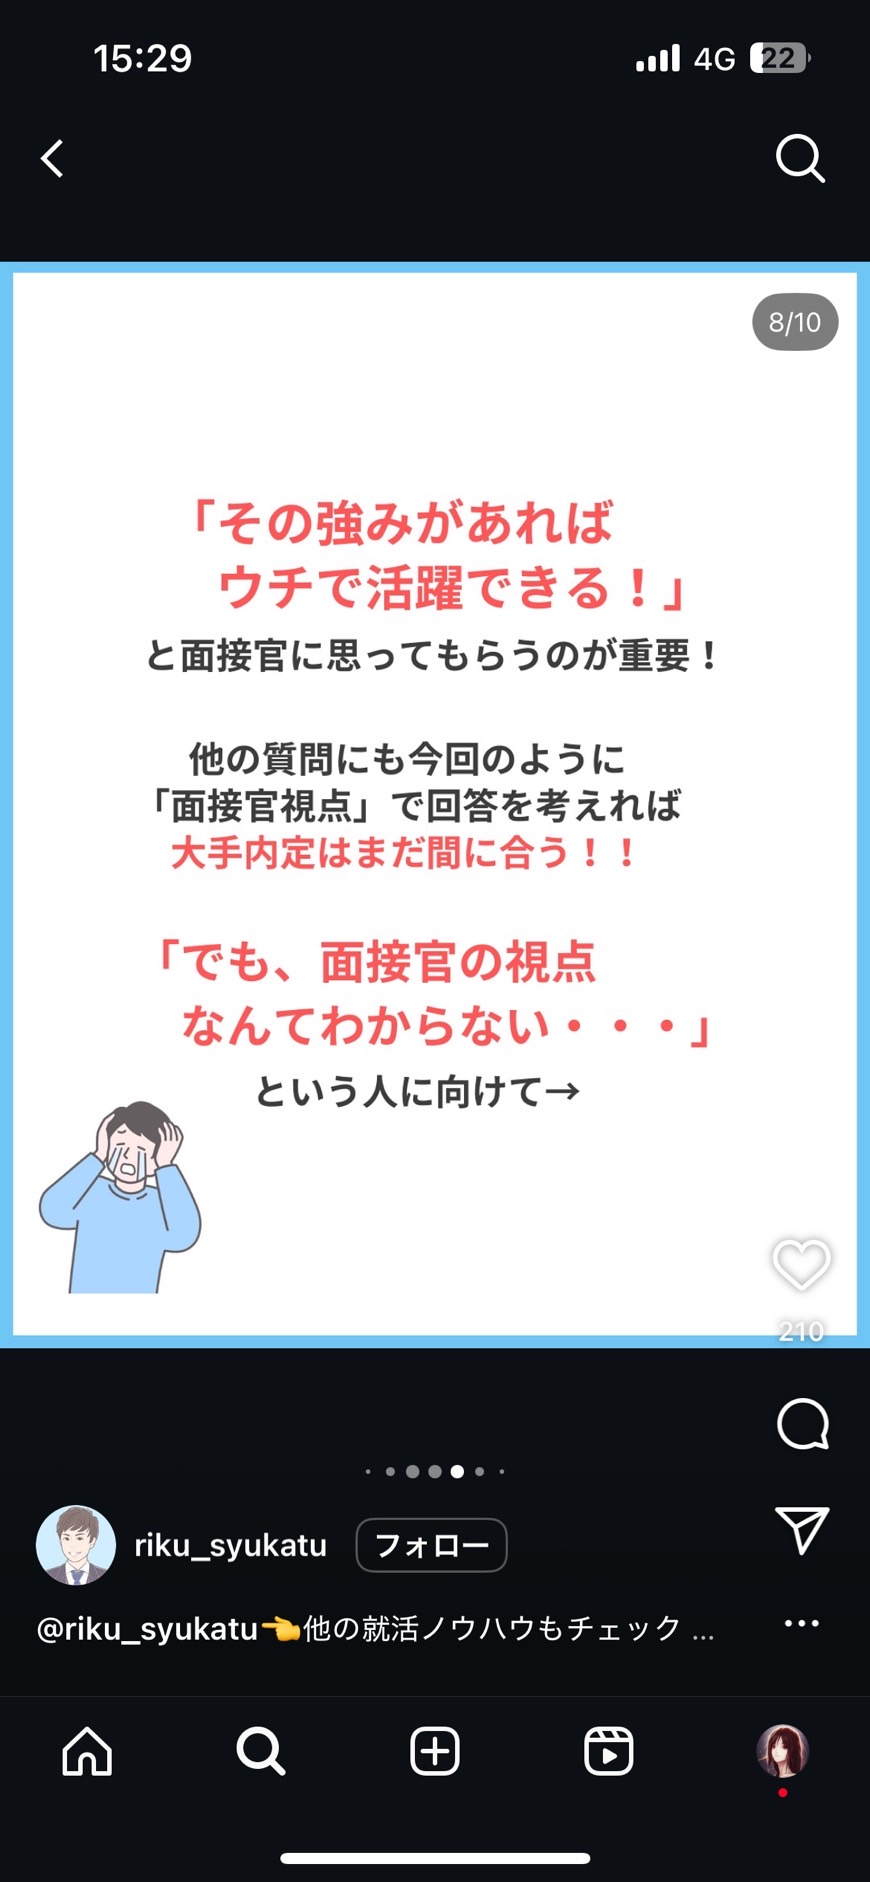 15:29
4G
22
8/10
「その強みがあれば
ウチで活躍できる！」
と面接官に思ってもらうのが重要！
他の質問にも今回のように
「面接官視点」で回答を考えれば
大手内定はまだ間に合う！！
「でも、面接官の視点
なんてわからない・・・」
という人に向けて→
210
riku_syukatu
フォロー
@riku_syukatu👈他の就活ノウハウもチェック ...